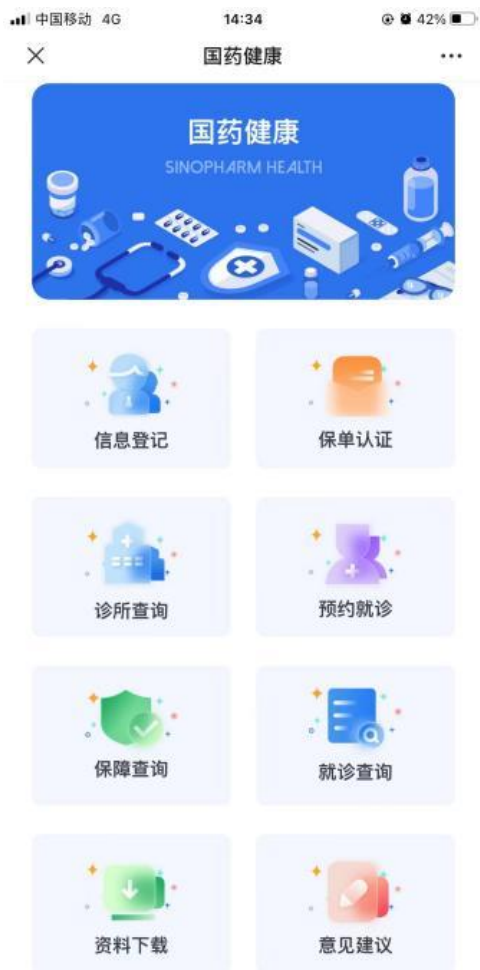 中国移动 4G 14:34 42%
国药健康
国药健康
SINOPHARM HEALTH
信息登记 保单认证
诊所查询 预约就诊
保障查询 就诊查询
资料下载 意见建议